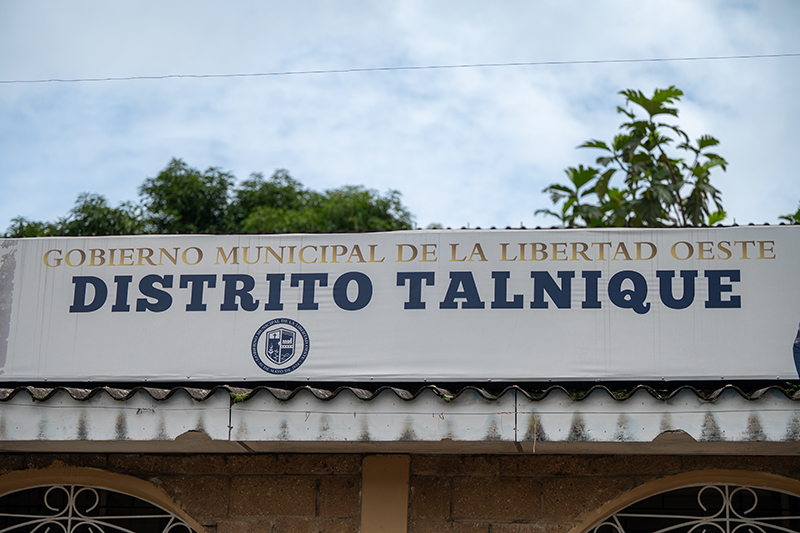 GOBIERNO MUNICIPAL DE LA LIBERTAD OESTE
DISTRITO TALNIQUE